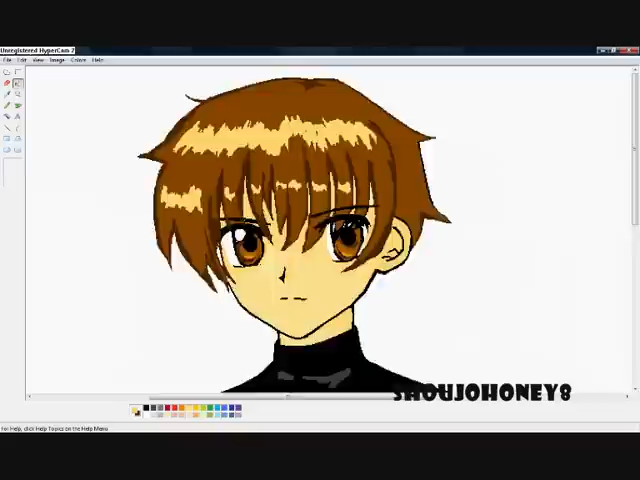 Unregistered HyperCam 2
File Edit View Image Colors Help
SHOUJOHONEY8
For Help, click Help Topics on the Help Menu.